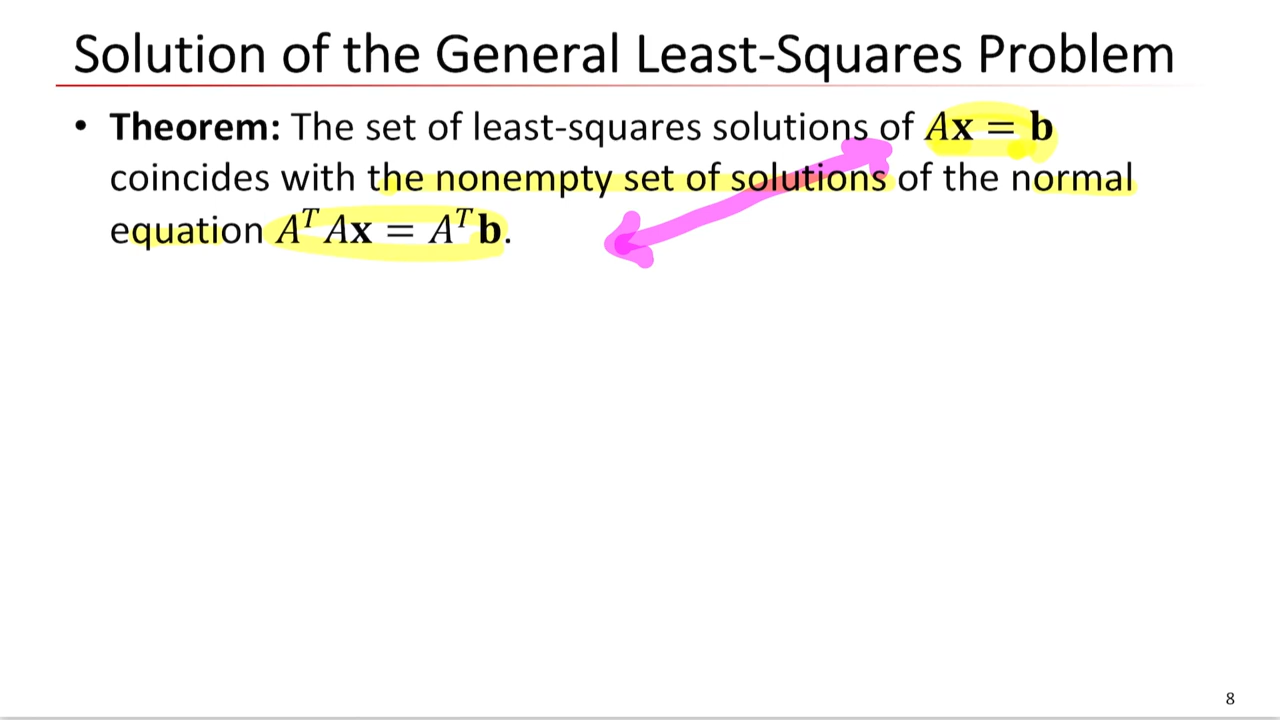 Solution of the General Least-Squares Problem
• Theorem: The set of least-squares solutions of 𝐴𝐱 = 𝐛
coincides with the nonempty set of solutions of the normal
equation 𝐴ᵀ𝐴𝐱 = 𝐴ᵀ𝐛.
8